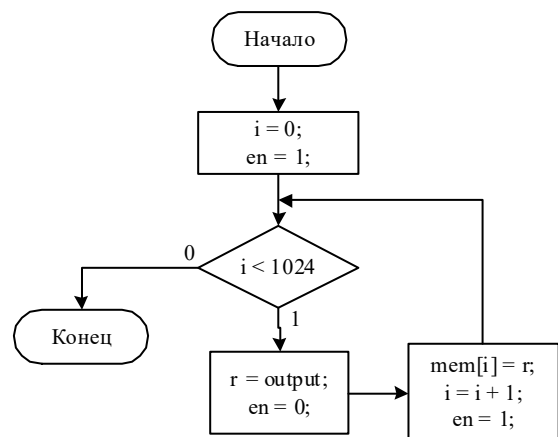 Начало
i = 0;
en = 1;
i < 1024
0
1
Конец
r = output;
en = 0;
mem[i] = r;
i = i + 1;
en = 1;